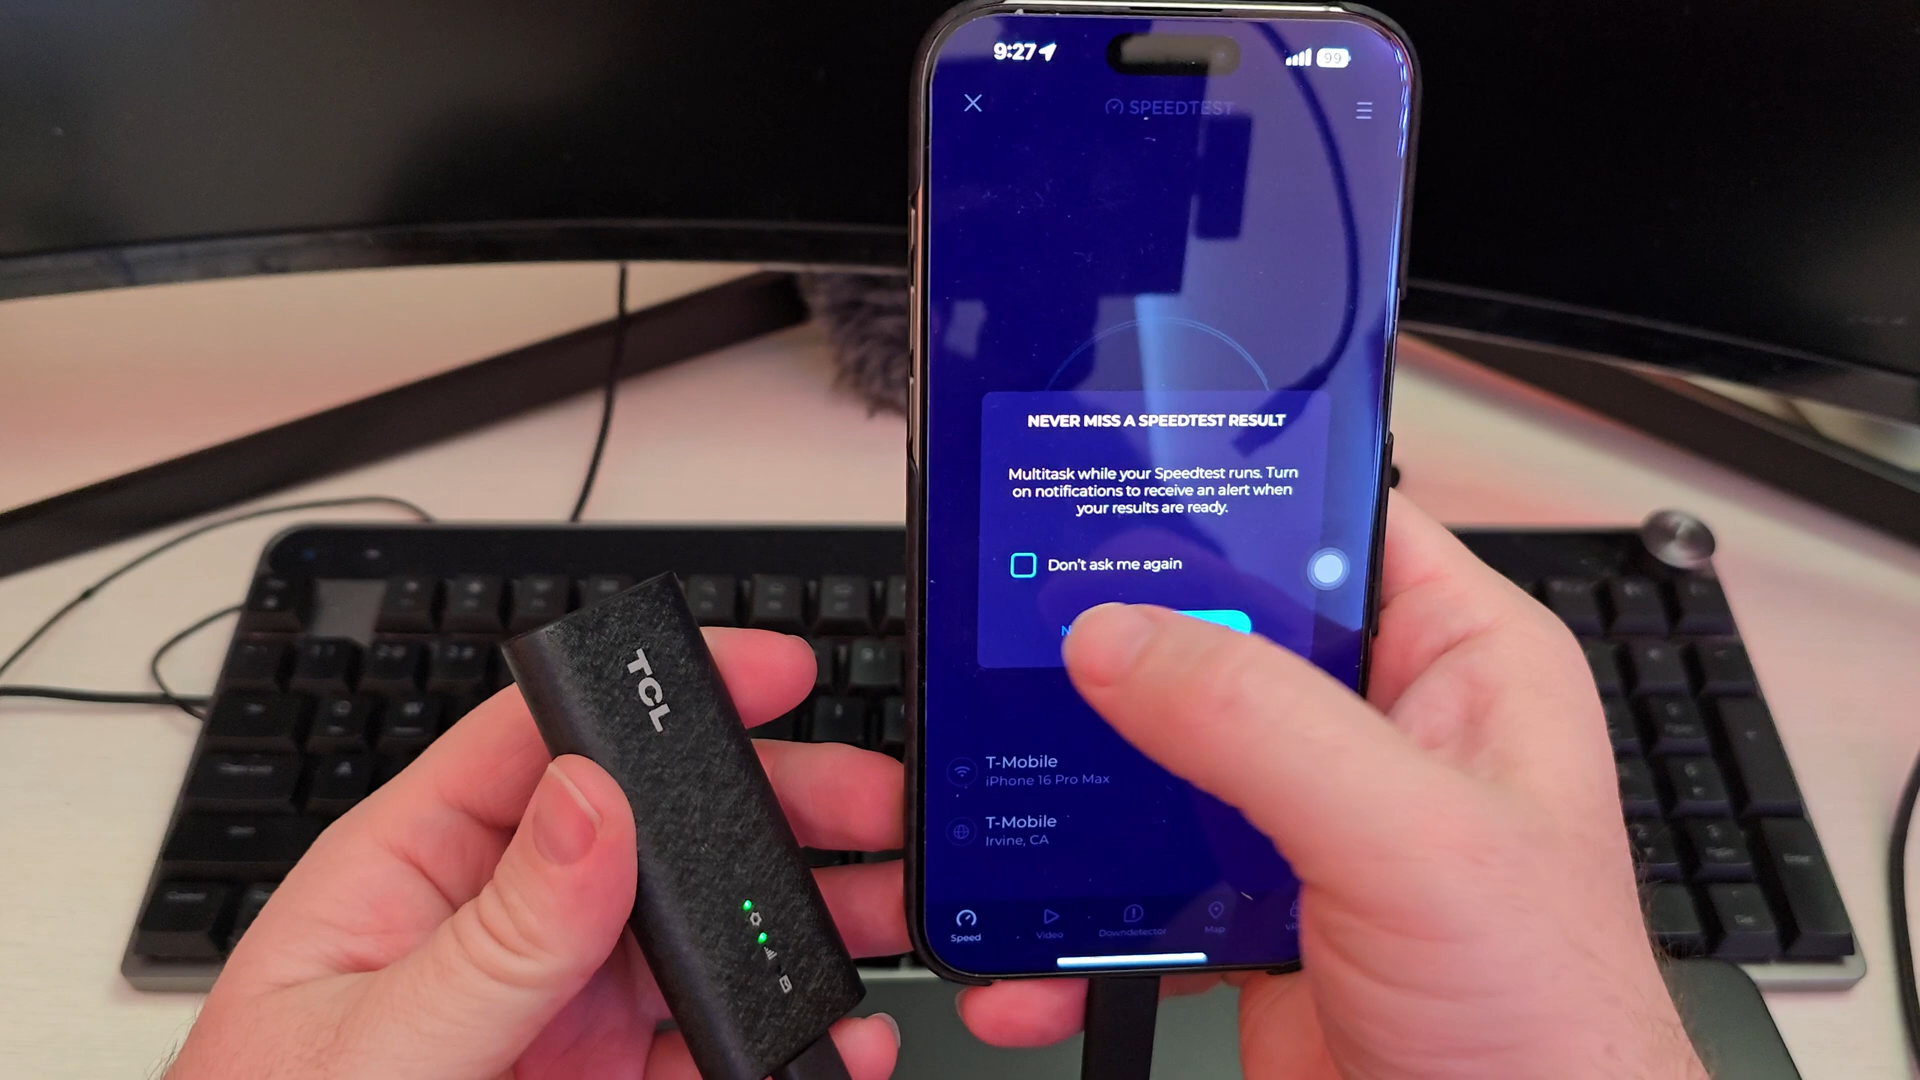 9:27
99
SPEEDTEST
NEVER MISS A SPEEDTEST RESULT
Multitask while your Speedtest runs. Turn
on notifications to receive an alert when
your results are ready.
Don't ask me again
T-Mobile
iPhone 16 Pro Max
T-Mobile
Irvine, CA
Speed
Video
Downdetector
Map
TCL